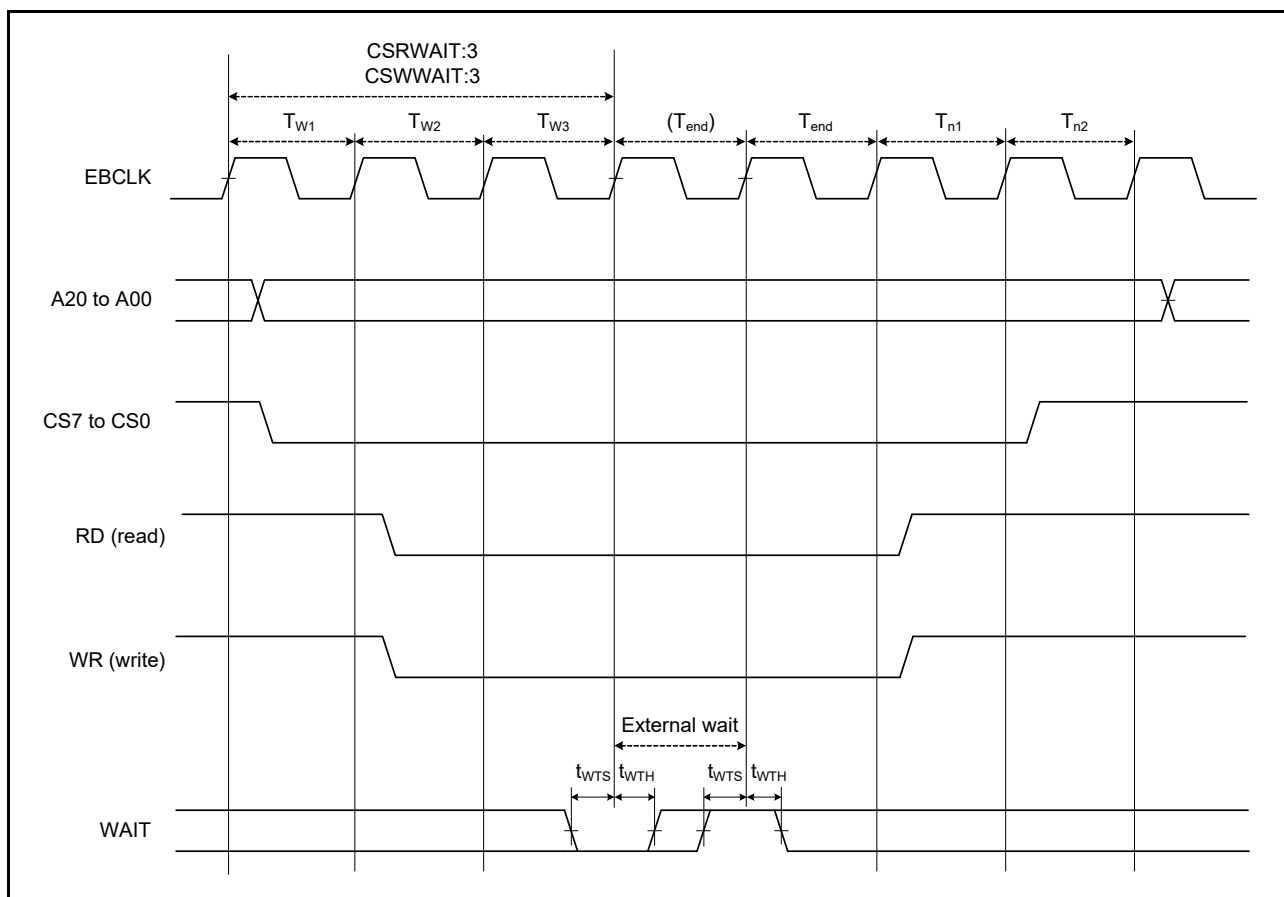 CSRWAIT:3
CSWWAIT:3
TW1 TW2 TW3 (Tend) Tend Tn1 Tn2
EBCLK
A20 to A00
CS7 to CS0
RD (read)
WR (write)
External wait
tWTS tWTH tWTS tWTH
WAIT